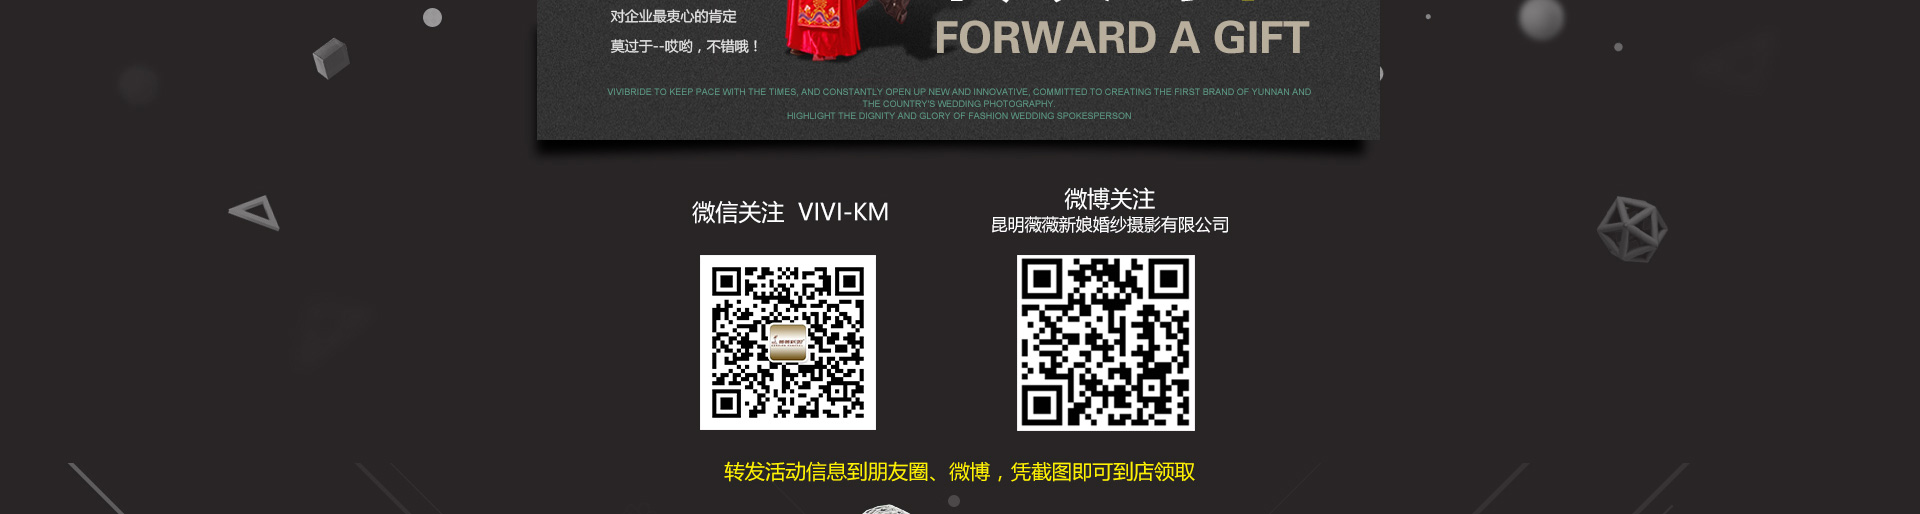 对企业最衷心的肯定
莫过于--哎哟，不错哦！
FORWARD A GIFT
VIVIBRIDE TO KEEP PACE WITH THE TIMES, AND CONSTANTLY OPEN UP NEW AND INNOVATIVE, COMMITTED TO CREATING THE FIRST BRAND OF YUNNAN AND
THE COUNTRY'S WEDDING PHOTOGRAPHY.
HIGHLIGHT THE DIGNITY AND GLORY OF FASHION WEDDING SPOKESPERSON
微信关注 VIVI-KM
微博关注
昆明薇薇新娘婚纱摄影有限公司
转发活动信息到朋友圈、微博，凭截图即可到店领取